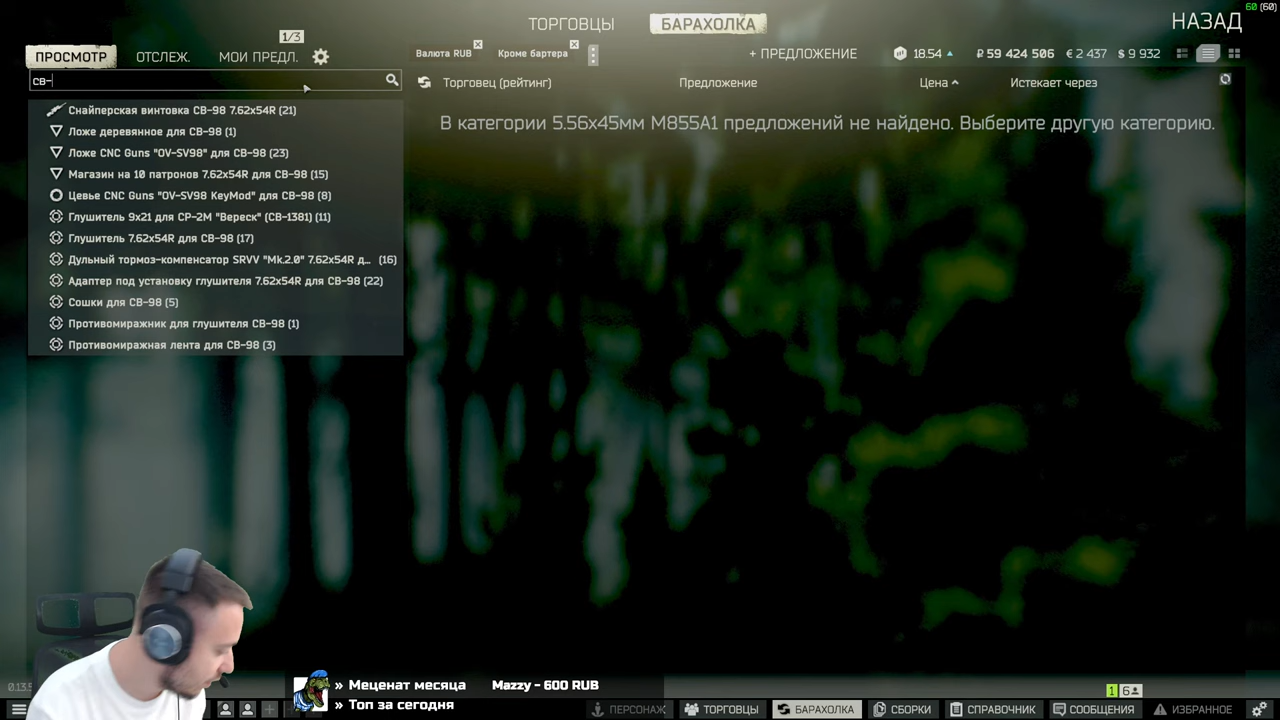 60 (60)
ТОРГОВЦЫ
БАРАХОЛКА
НАЗАД
1/3
ПРОСМОТР
ОТСЛЕЖ.
МОИ ПРЕДЛ.
Валюта RUB
Кроме бартера
+ ПРЕДЛОЖЕНИЕ
18.54
₽ 59 424 506
€ 2 437
$ 9 932
св-
Торговец (рейтинг)
Предложение
Цена
Истекает через
Снайперская винтовка СВ-98 7.62x54R (21)
Ложе деревянное для СВ-98 (1)
Ложе CNC Guns "OV-SV98" для СВ-98 (23)
Магазин на 10 патронов 7.62x54R для СВ-98 (15)
Цевье CNC Guns "OV-SV98 KeyMod" для СВ-98 (8)
Глушитель 9x21 для СР-2М "Вереск" (СВ-1381) (11)
Глушитель 7.62x54R для СВ-98 (17)
Дульный тормоз-компенсатор SRVV "Mk.2.0" 7.62x54R д... (16)
Адаптер под установку глушителя 7.62x54R для СВ-98 (22)
Сошки для СВ-98 (5)
Противомиражник для глушителя СВ-98 (1)
Противомиражная лента для СВ-98 (3)
В категории 5.56x45мм M855A1 предложений не найдено. Выберите другую категорию.
» Меценат месяца Mazzy - 600 RUB
» Топ за сегодня
0.13.
1 6
ПЕРСОНАЖ
ТОРГОВЦЫ
БАРАХОЛКА
СБОРКИ
СПРАВОЧНИК
СООБЩЕНИЯ
ИЗБРАННОЕ